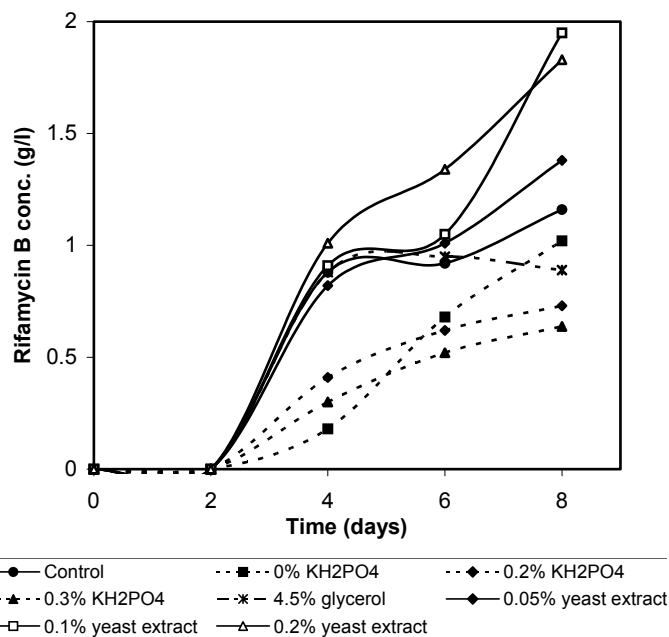 2
1.5
1
0.5
0
Rifamycin B conc. (g/l)
0 2 4 6 8
Time (days)
Control 0% KH2PO4 0.2% KH2PO4
0.3% KH2PO4 4.5% glycerol 0.05% yeast extract
0.1% yeast extract 0.2% yeast extract